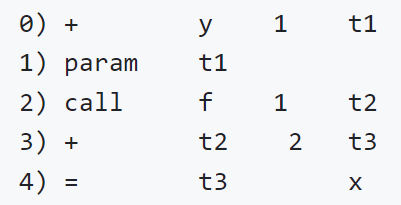 0) + y 1 t1
1) param t1
2) call f 1 t2
3) + t2 2 t3
4) = t3 x